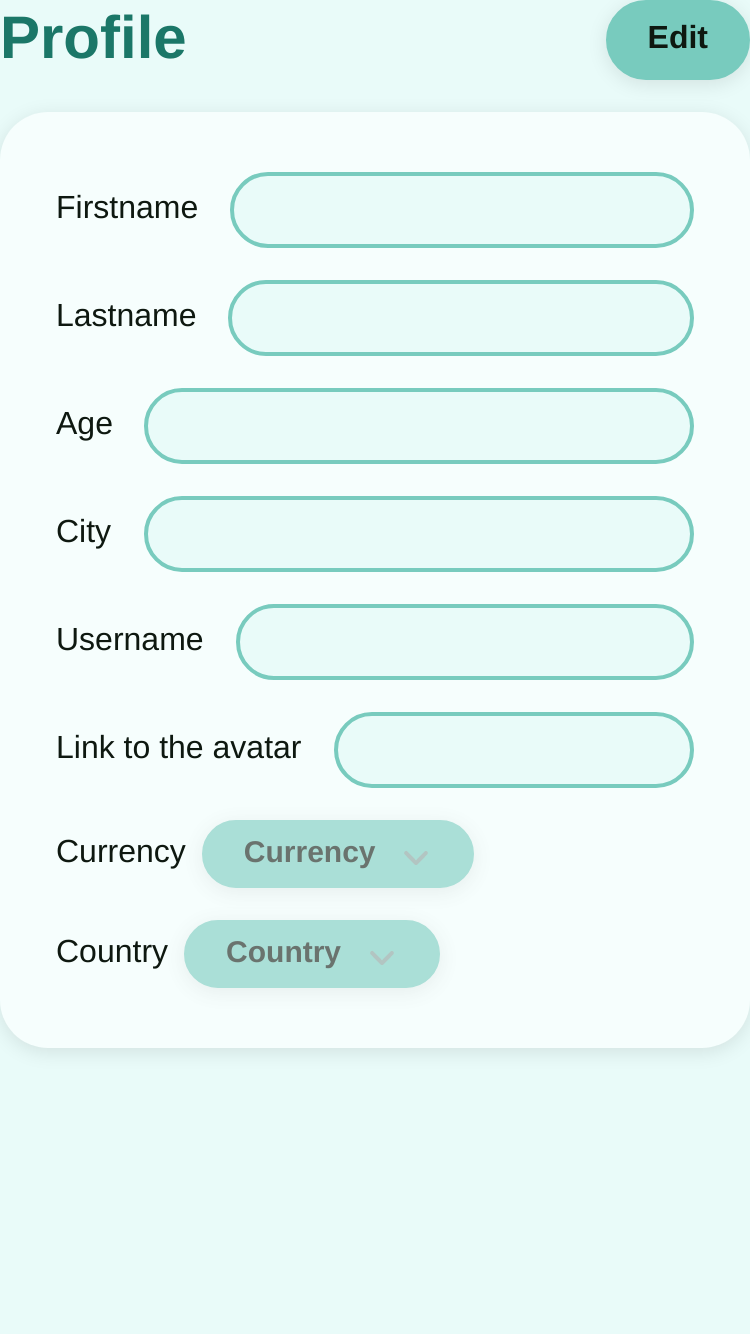 Profile
Edit
Firstname
Lastname
Age
City
Username
Link to the avatar
Currency Currency
Country Country